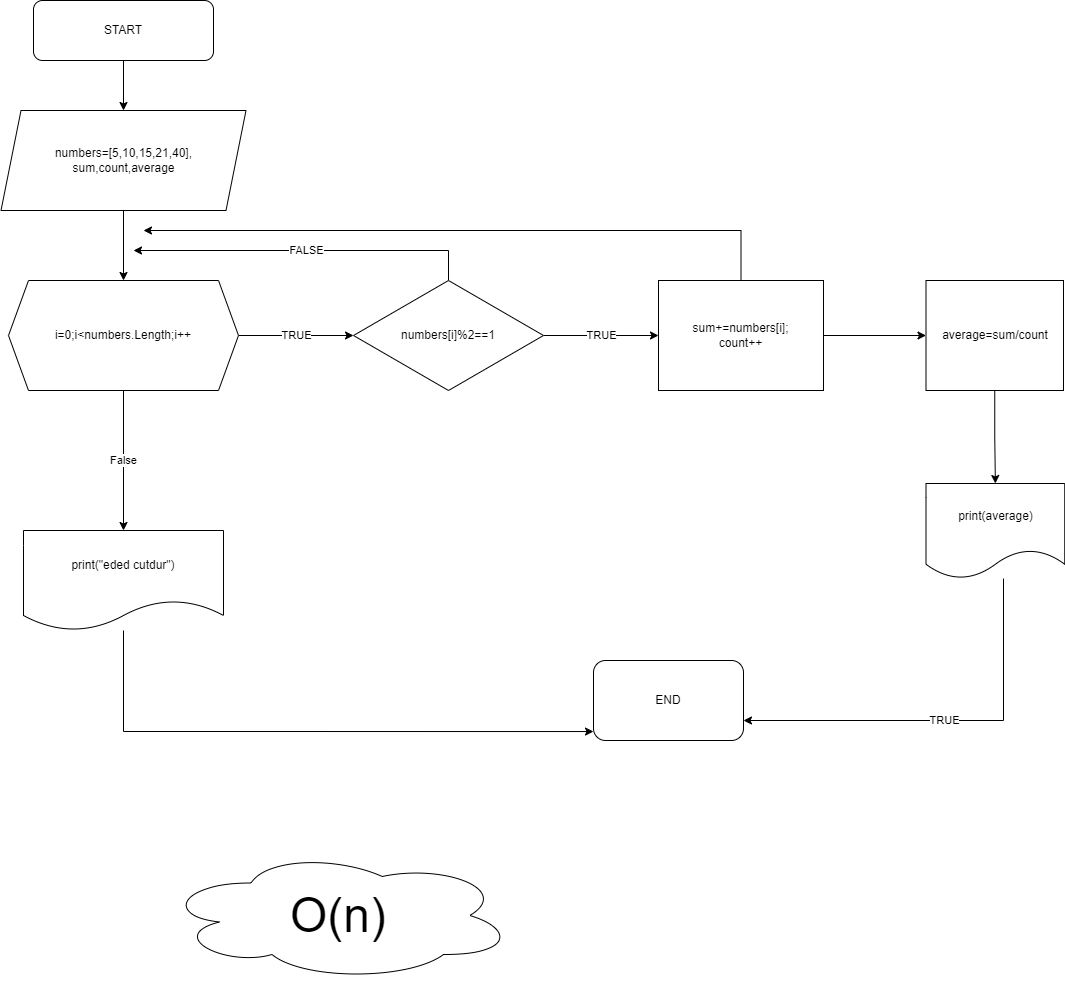 START
numbers=[5,10,15,21,40],
sum,count,average
FALSE
i=0;i<numbers.Length;i++
TRUE
numbers[i]%2==1
TRUE
sum+=numbers[i];
count++
average=sum/count
False
print(average)
print("eded cutdur")
END
TRUE
O(n)